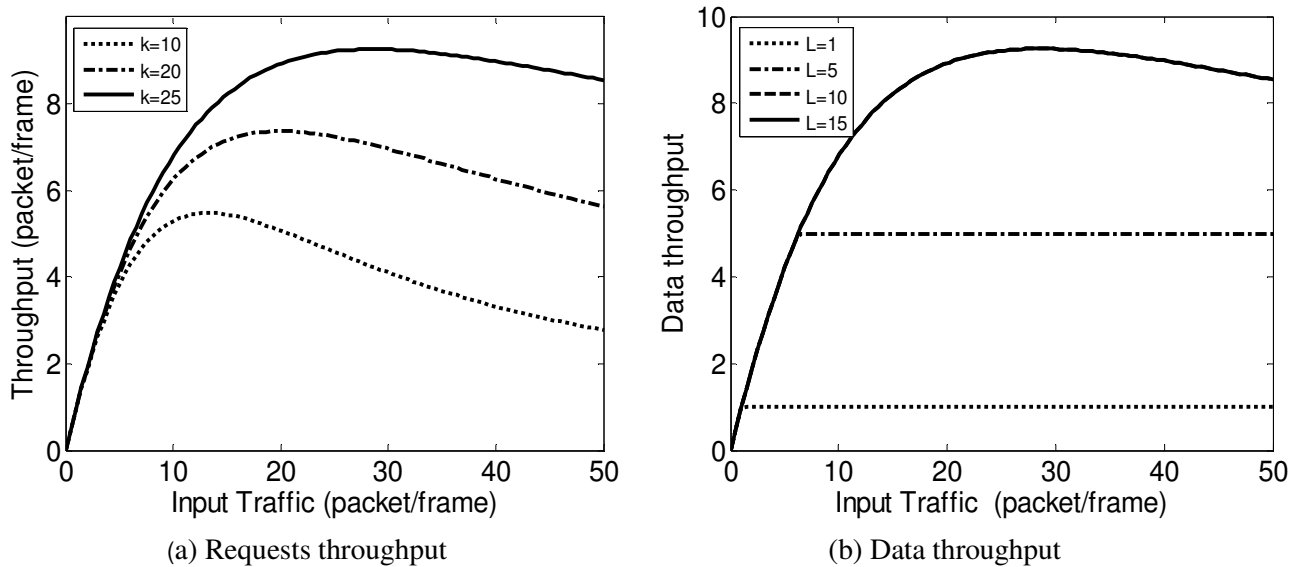 k=10
k=20
k=25
Throughput (packet/frame)
8
6
4
2
0
0 10 20 30 40 50
Input Traffic (packet/frame)
(a) Requests throughput
L=1
L=5
L=10
L=15
Data throughput
10
8
6
4
2
0
0 10 20 30 40 50
Input Traffic (packet/frame)
(b) Data throughput